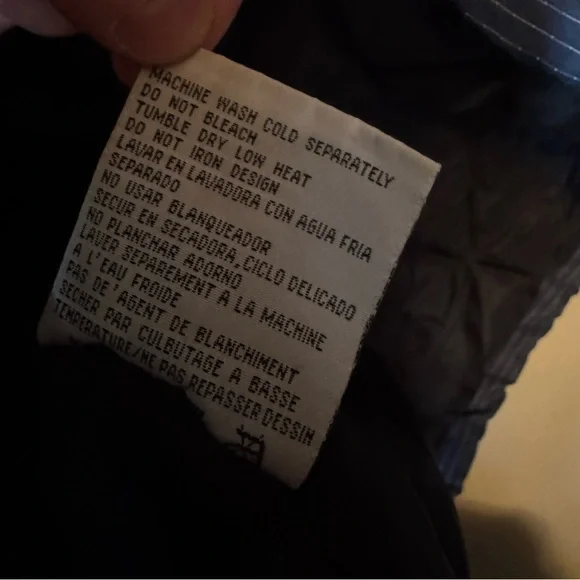 MACHINE WASH COLD SEPARATELY
DO NOT BLEACH
TUMBLE DRY LOW HEAT
DO NOT IRON DESIGN
LAVAR EN LAVADORA CON AGUA FRIA
SEPARADO
NO USAR BLANQUEADOR
SECUR EN SECADORA, CICLO DELICADO
NO PLANCHAR ADORNO
LAVER SEPAREMENT A LA MACHINE
A L'EAU FROIDE
PAS DE'AGENT DE BLANCHIMENT
SECHER PAR CULBUTAGE A BASSE
TEMPERATURE/NE PAS REPASSER DESSIN